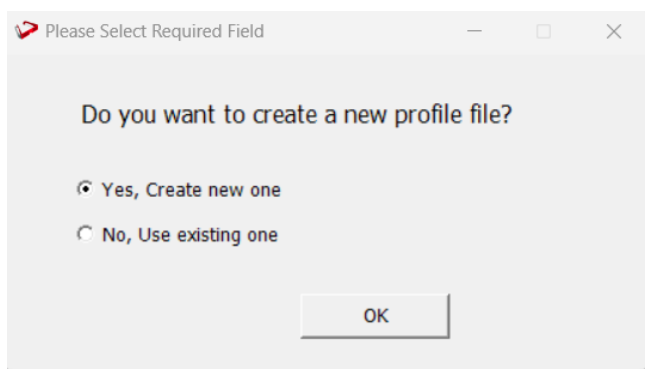 Please Select Required Field
Do you want to create a new profile file?
Yes, Create new one
No, Use existing one
OK